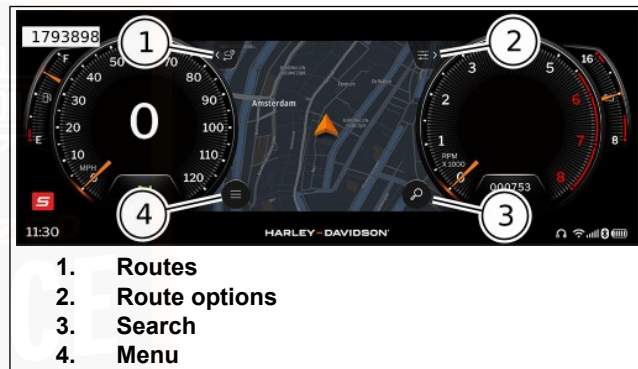 1793898
1
2
F
E
40
50
60
70
30
80
20
90
10
100
110
120
0
MPH
0
Amsterdam
3
5
2
6
1
7
0
8
RPM
X 1000
16
8
000753
S
4
3
11:30
HARLEY-DAVIDSON
1. Routes
2. Route options
3. Search
4. Menu